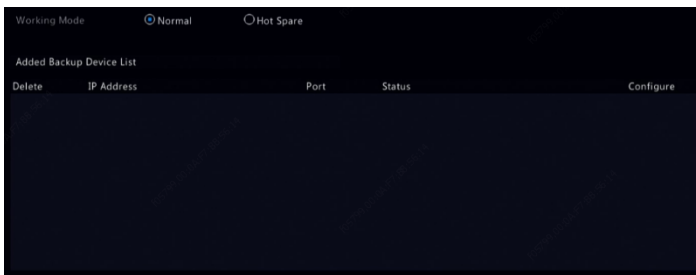 Working Mode Normal Hot Spare
Added Backup Device List
Delete IP Address Port Status Configure